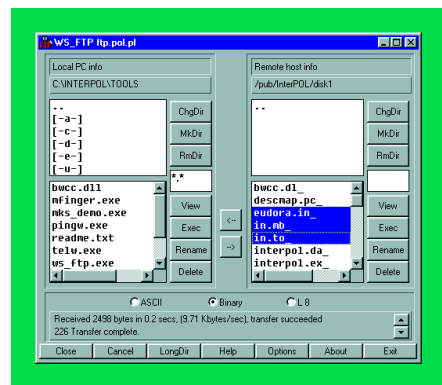 WS_FTP ftp.pol.pl
Local PC info
C:\INTERPOL\TOOLS
..
[-a-]
[-c-]
[-d-]
[-e-]
[-u-]
ChgDir
MkDir
RmDir
*.*
bwcc.dll
mfinger.exe
mks_demo.exe
pingw.exe
readme.txt
telw.exe
ws_ftp.exe
View
Exec
Rename
Delete
<--
-->
Remote host info
/pub/InterPOL/disk1
..
ChgDir
MkDir
RmDir
bwcc.dl_
descmap.pc_
eudora.in_
in.mb_
in.to_
interpol.da_
interpol.ex_
View
Exec
Rename
Delete
ASCII Binary L 8
Received 2498 bytes in 0.2 secs, (9.71 Kbytes/sec), transfer succeeded
226 Transfer complete.
Close Cancel LongDir Help Options About Exit